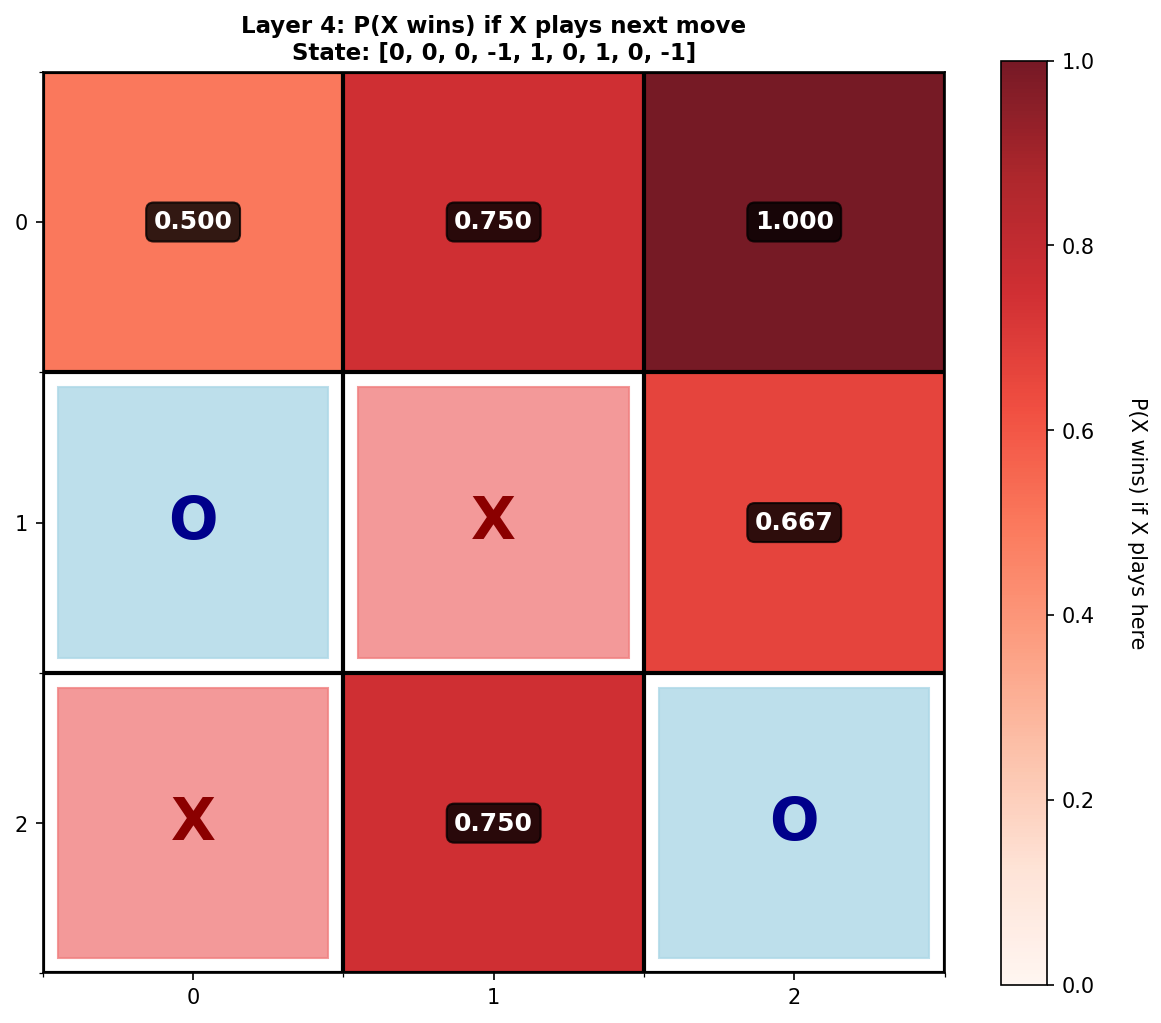 Layer 4: P(X wins) if X plays next move
State: [0, 0, 0, -1, 1, 0, 1, 0, -1]
0
0.500
0.750
1.000
1
O
X
0.667
2
X
0.750
O
0
1
2
1.0
0.8
0.6
0.4
0.2
0.0
P(X wins) if X plays here